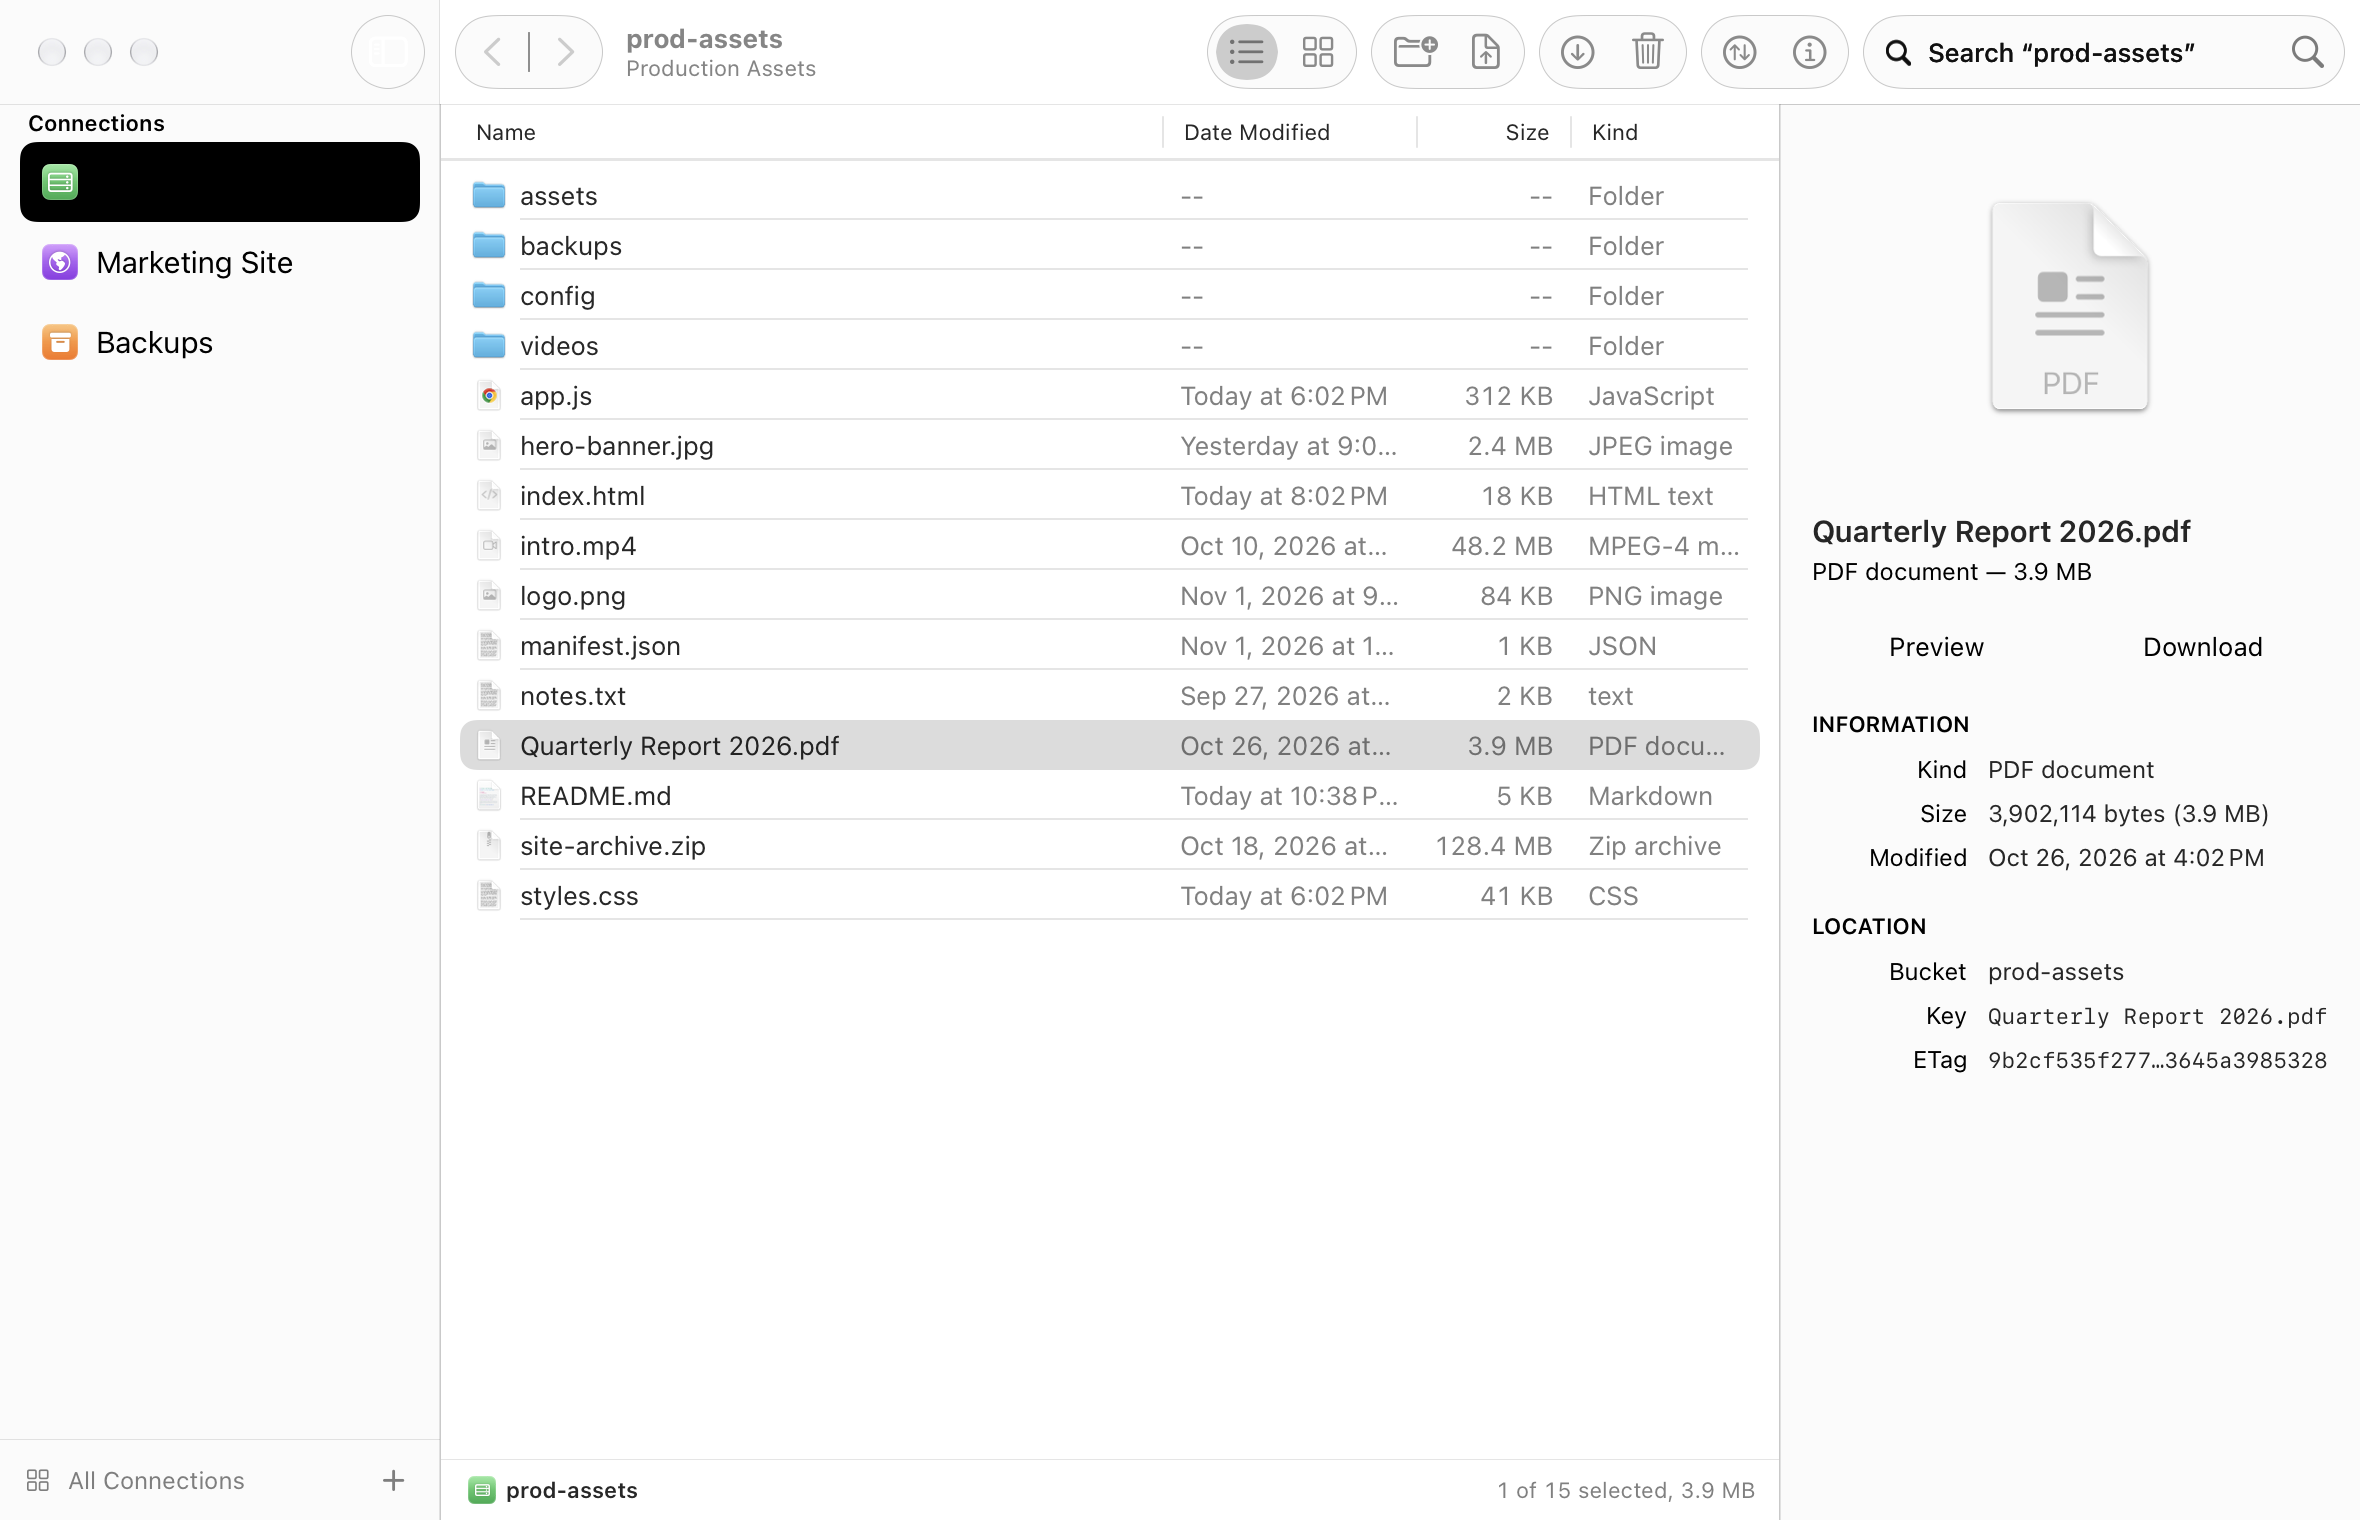 prod-assets
Production Assets
Search “prod-assets”
Connections
Marketing Site
Backups
All Connections
Name Date Modified Size Kind
assets -- -- Folder
backups -- -- Folder
config -- -- Folder
videos -- -- Folder
app.js Today at 6:02 PM 312 KB JavaScript
hero-banner.jpg Yesterday at 9:0... 2.4 MB JPEG image
index.html Today at 8:02 PM 18 KB HTML text
intro.mp4 Oct 10, 2026 at... 48.2 MB MPEG-4 m...
logo.png Nov 1, 2026 at 9... 84 KB PNG image
manifest.json Nov 1, 2026 at 1... 1 KB JSON
notes.txt Sep 27, 2026 at... 2 KB text
Quarterly Report 2026.pdf Oct 26, 2026 at... 3.9 MB PDF docu...
README.md Today at 10:38 P... 5 KB Markdown
site-archive.zip Oct 18, 2026 at... 128.4 MB Zip archive
styles.css Today at 6:02 PM 41 KB CSS
prod-assets
1 of 15 selected, 3.9 MB
PDF
Quarterly Report 2026.pdf
PDF document — 3.9 MB
Preview Download
INFORMATION
Kind PDF document
Size 3,902,114 bytes (3.9 MB)
Modified Oct 26, 2026 at 4:02 PM
LOCATION
Bucket prod-assets
Key Quarterly Report 2026.pdf
ETag 9b2cf535f277…3645a3985328